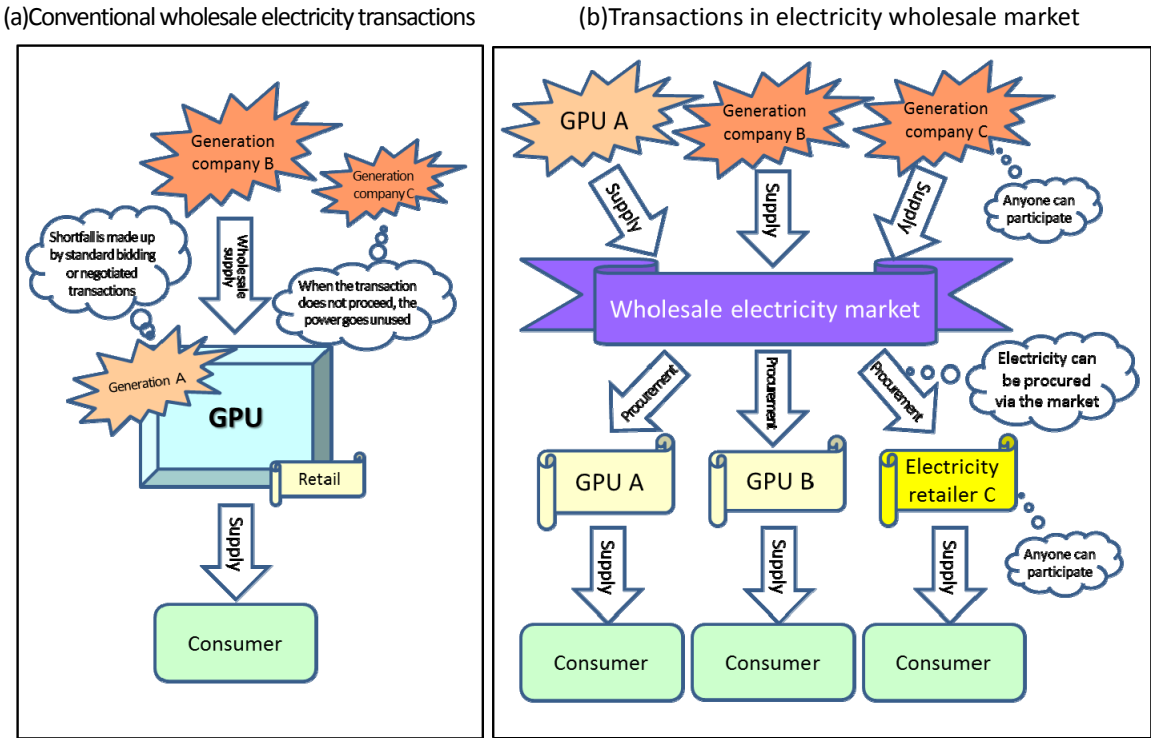 (a)Conventional wholesale electricity transactions
Generation
company B
Generation
company C
Shortfall is made up
by standard bidding
or negotiated
transactions
Wholesale
supply
When the transaction
does not proceed, the
power goes unused
Generation A
GPU
Retail
Supply
Consumer
(b)Transactions in electricity wholesale market
GPU A
Generation
company B
Generation
company C
Supply
Supply
Supply
Anyone can
participate
Wholesale electricity market
Procurement
Procurement
Procurement
Electricity can
be procured
via the market
GPU A
GPU B
Electricity
retailer C
Supply
Supply
Supply
Anyone can
participate
Consumer
Consumer
Consumer